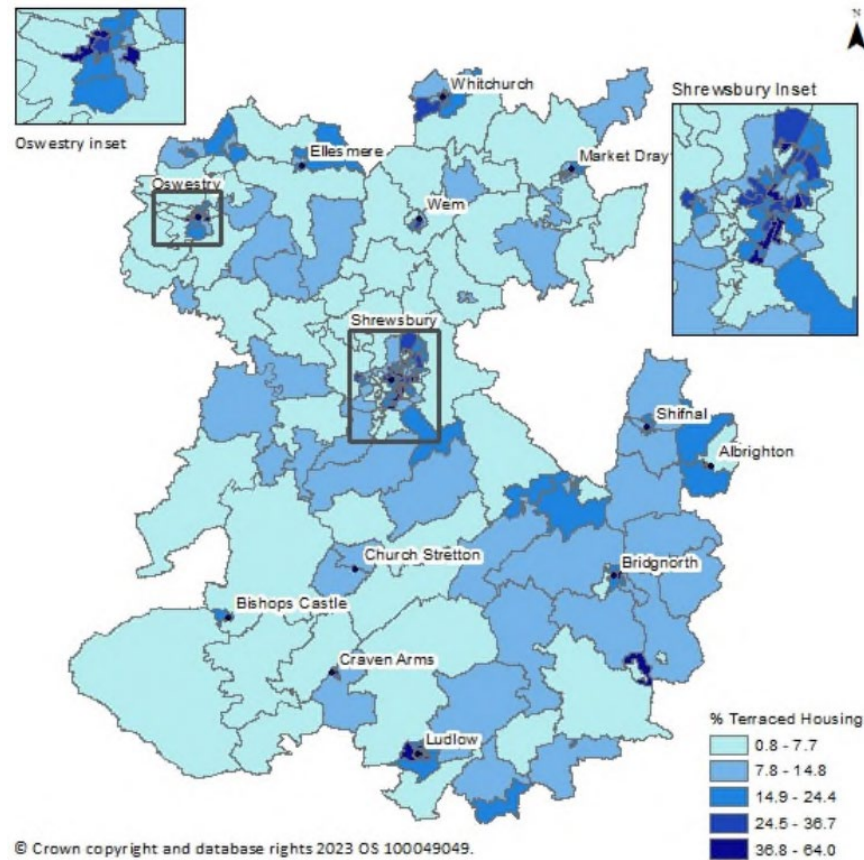 N
Whitchurch
Shrewsbury Inset
Oswestry inset
Ellesmere
Market Dray
Oswestry
Wem
Shrewsbury
Shifnal
Albrighton
Church Stretton
Bridgnorth
Bishops Castle
Craven Arms
Ludlow
% Terraced Housing
0.8 - 7.7
7.8 - 14.8
14.9 - 24.4
24.5 - 36.7
36.8 - 64.0
© Crown copyright and database rights 2023 OS 100049049.